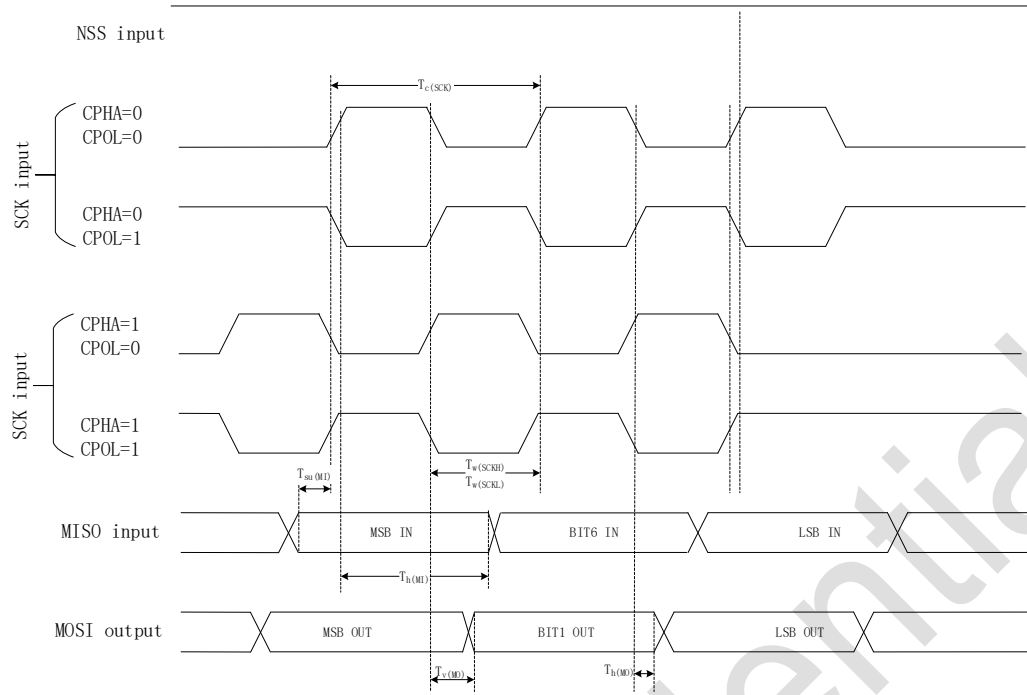 NSS input
Tc(SCK)
SCK input
CPHA=0
CPOL=0
CPHA=0
CPOL=1
SCK input
CPHA=1
CPOL=0
CPHA=1
CPOL=1
Tw(SCKH)
Tw(SCKL)
Tsu(MI)
MISO input
MSB IN
BIT6 IN
LSB IN
Th(MI)
MOSI output
MSB OUT
BIT1 OUT
LSB OUT
Tv(MO)
Th(MO)
ential